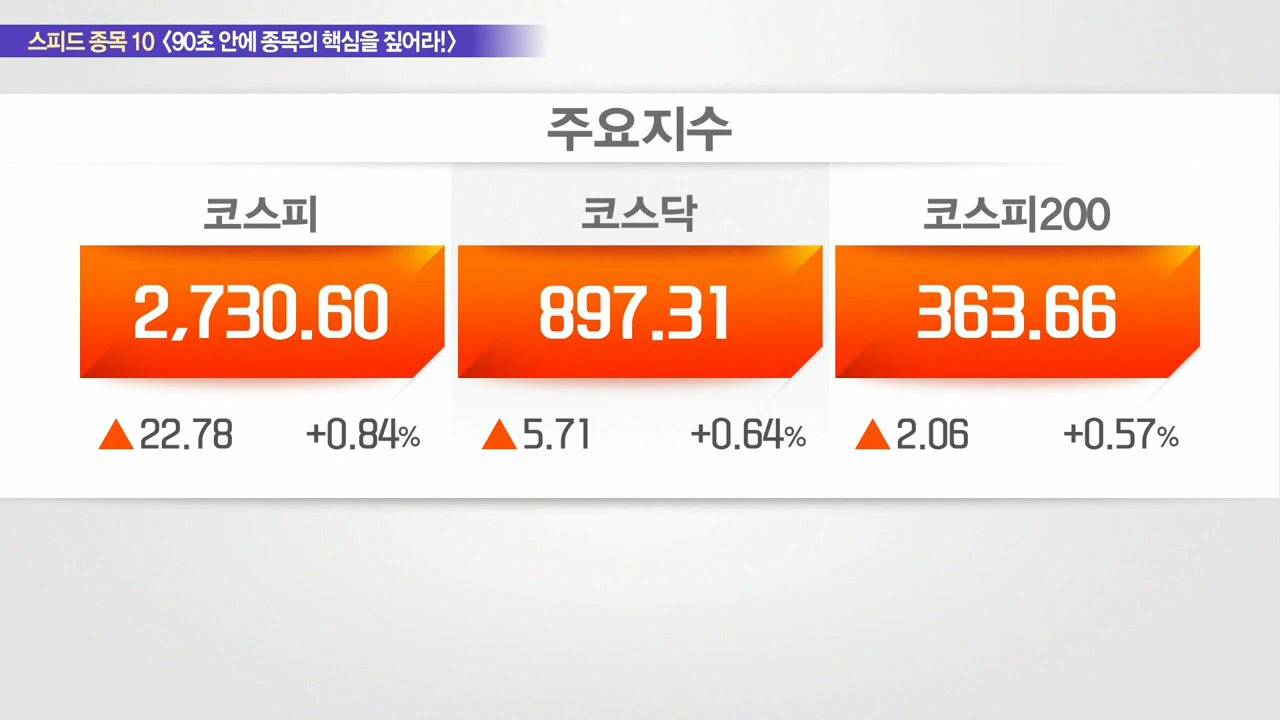 스피드 종목 10 〈90초 안에 종목의 핵심을 짚어라!〉
주요지수
코스피 코스닥 코스피200
2,730.60 897.31 363.66
▲ 22.78 +0.84% ▲ 5.71 +0.64% ▲ 2.06 +0.57%